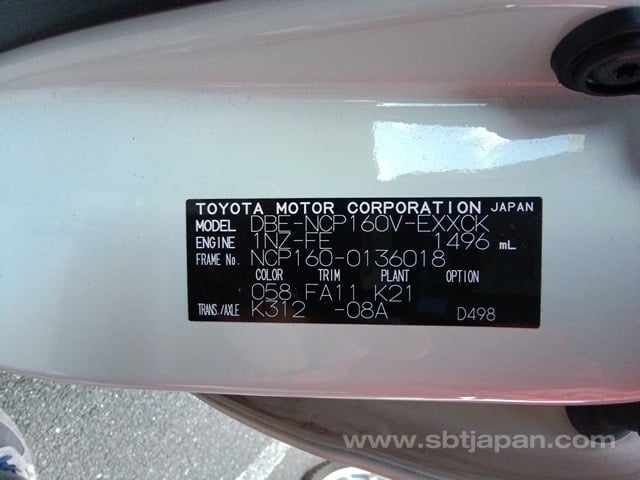 TOYOTA MOTOR CORPORATION JAPAN
MODEL DBE-NCP160V-EXXCK
ENGINE 1NZ-FE 1496 mL
FRAME No. NCP160-0136018
COLOR TRIM PLANT OPTION
058 FA11 K21
TRANS./AXLE K312 -08A D498
www.sbtjapan.com